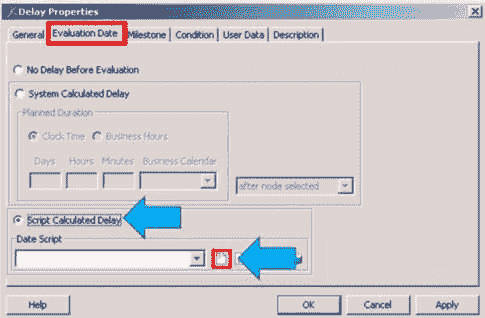 Delay Properties
General Evaluation Date Milestone Condition User Data Description
No Delay Before Evaluation
System Calculated Delay
Planned Duration
Clock Time Business Hours
Days Hours Minutes Business Calendar
after node selected
Script Calculated Delay
Date Script
Help OK Cancel Apply